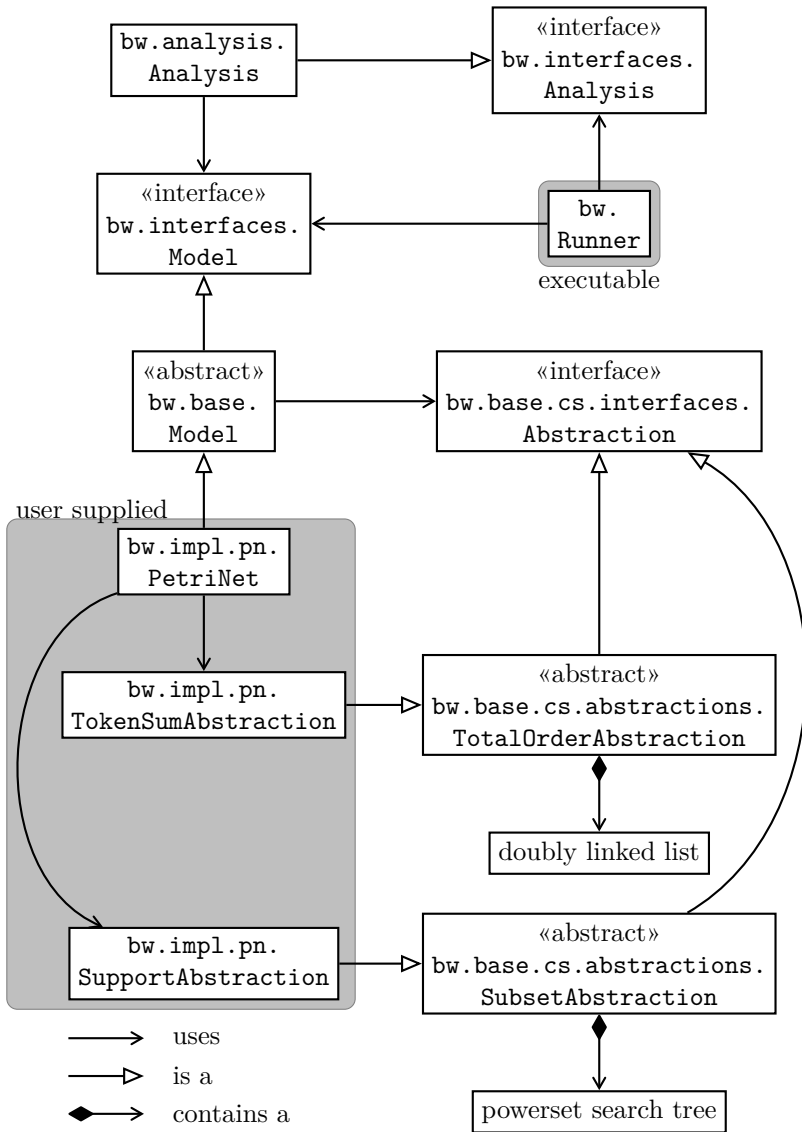 bw.analysis.
Analysis
«interface»
bw.interfaces.
Analysis
«interface»
bw.interfaces.
Model
bw.
Runner
executable
«abstract»
bw.base.
Model
«interface»
bw.base.cs.interfaces.
Abstraction
user supplied
bw.impl.pn.
PetriNet
bw.impl.pn.
TokenSumAbstraction
«abstract»
bw.base.cs.abstractions.
TotalOrderAbstraction
doubly linked list
bw.impl.pn.
SupportAbstraction
«abstract»
bw.base.cs.abstractions.
SubsetAbstraction
powerset search tree
uses
is a
contains a